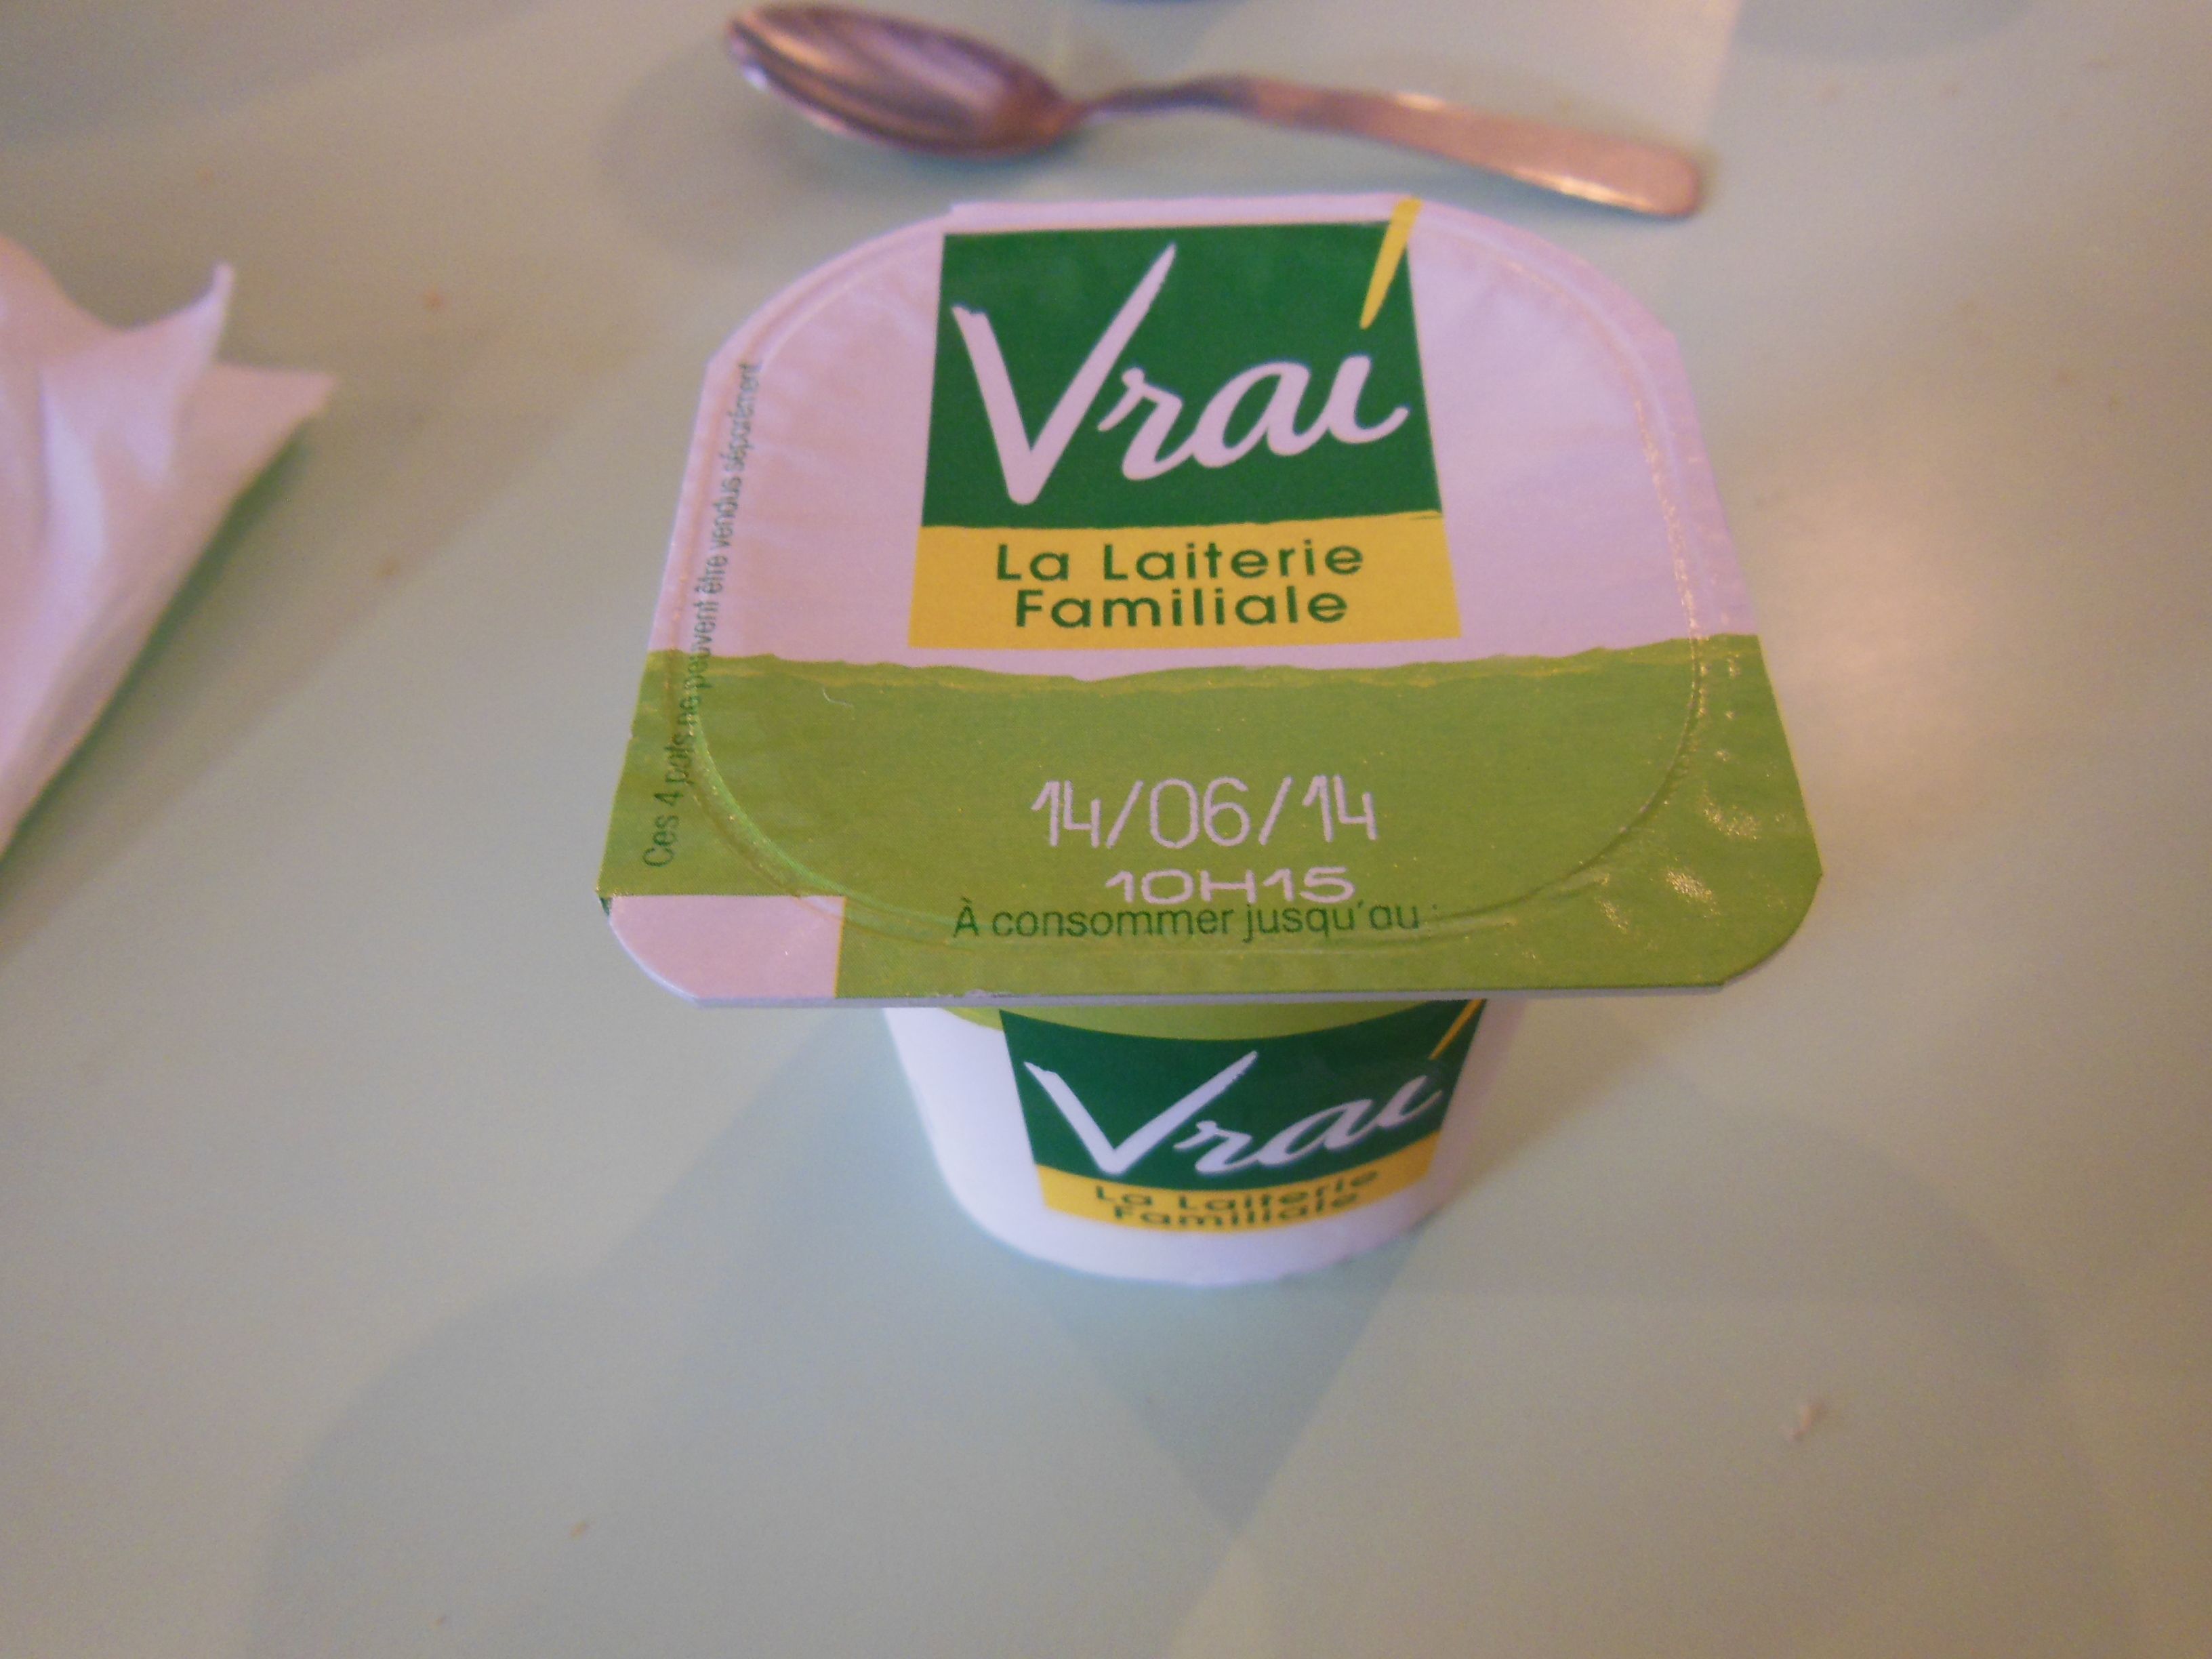 Vrai
La Laiterie
Familiale
Ces 4 pots ne peuvent être vendus séparément
14/06/14
10H15
À consommer jusqu'au :
Vrai
La Laiterie
Familiale